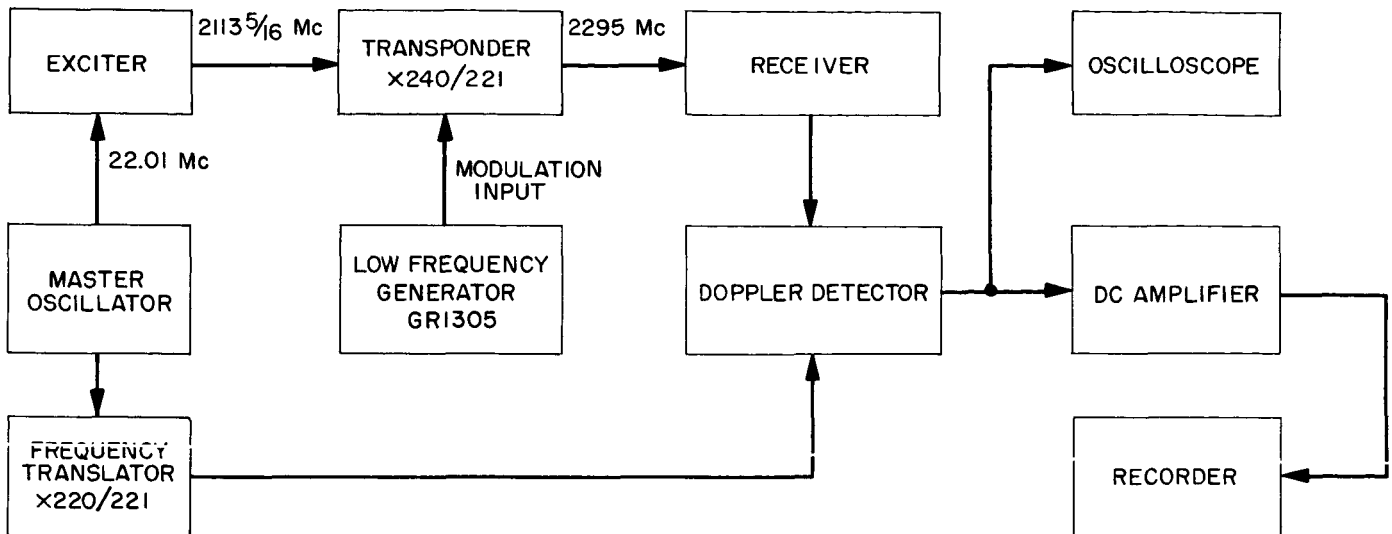 EXCITER
2113 5/16 Mc
TRANSPONDER
×240/221
2295 Mc
RECEIVER
OSCILLOSCOPE
22.01 Mc
MODULATION
INPUT
MASTER
OSCILLATOR
LOW FREQUENCY
GENERATOR
GR1305
DOPPLER DETECTOR
DC AMPLIFIER
FREQUENCY
TRANSLATOR
×220/221
RECORDER